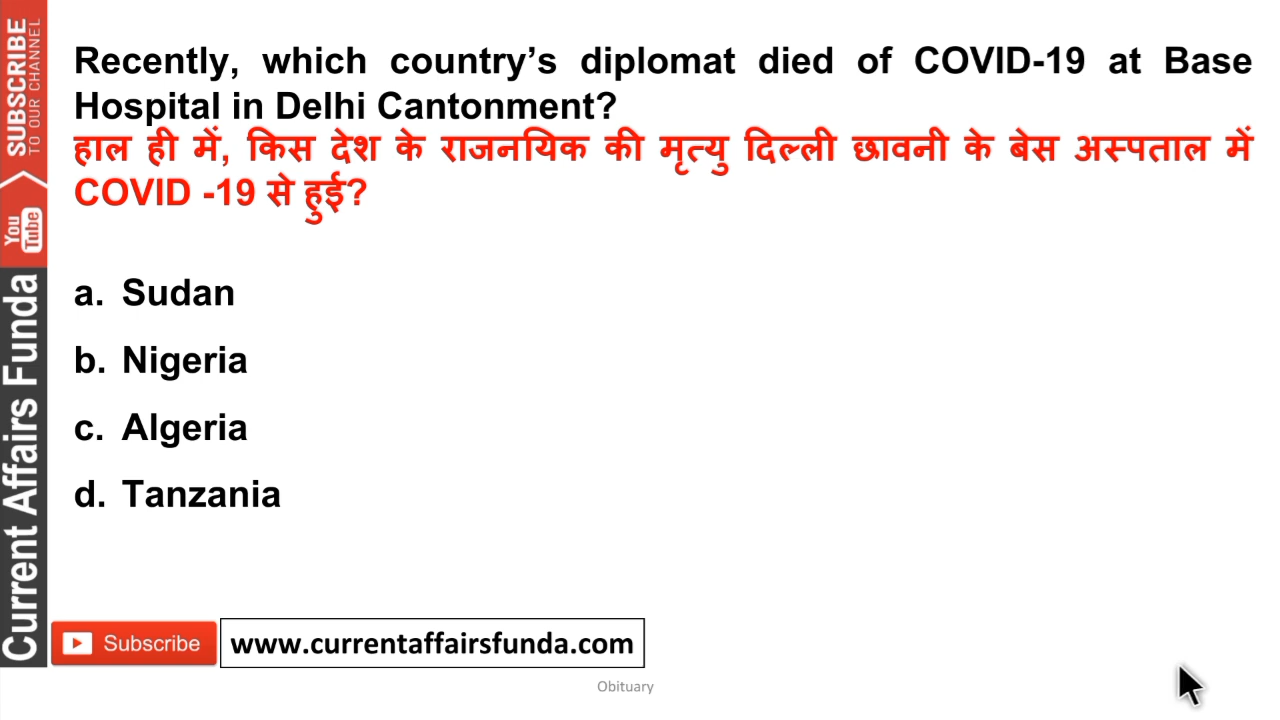 Recently, which country’s diplomat died of COVID-19 at Base
Hospital in Delhi Cantonment?
हाल ही में, किस देश के राजनयिक की मृत्यु दिल्ली छावनी के बेस अस्पताल में
COVID -19 से हुई?
a. Sudan
b. Nigeria
c. Algeria
d. Tanzania
SUBSCRIBE
TO OUR CHANNEL
You
Tube
Current Affairs Funda
Subscribe
www.currentaffairsfunda.com
Obituary